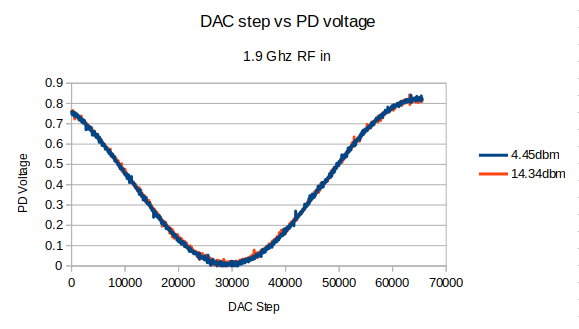 DAC step vs PD voltage
1.9 Ghz RF in
0.9
0.8
0.7
0.6
0.5
0.4
0.3
0.2
0.1
0
PD Voltage
0 10000 20000 30000 40000 50000 60000 70000
DAC Step
4.45dbm
14.34dbm